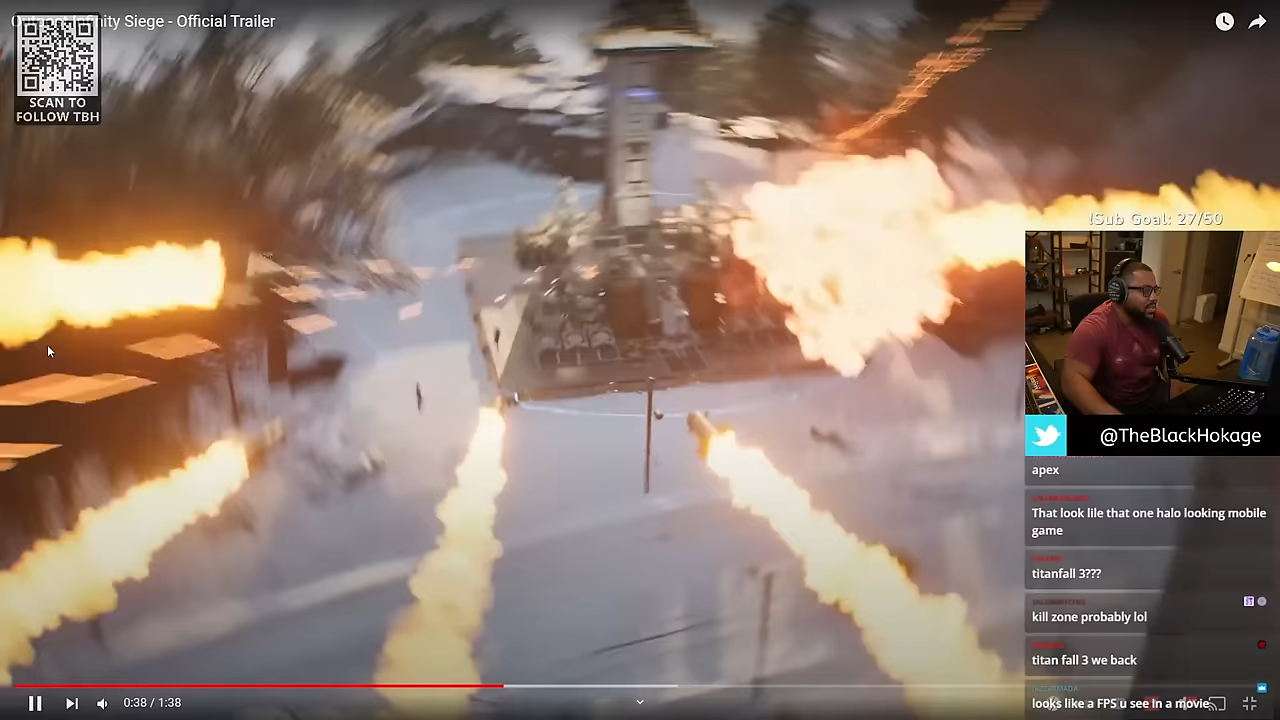 Outpost Infinity Siege - Official Trailer
SCAN TO
FOLLOW TBH
!Sub Goal: 27/50
@TheBlackHokage
apex
That look lile that one halo looking mobile
game
titanfall 3???
kill zone probably lol
titan fall 3 we back
looks like a FPS u see in a movie
0:38 / 1:38